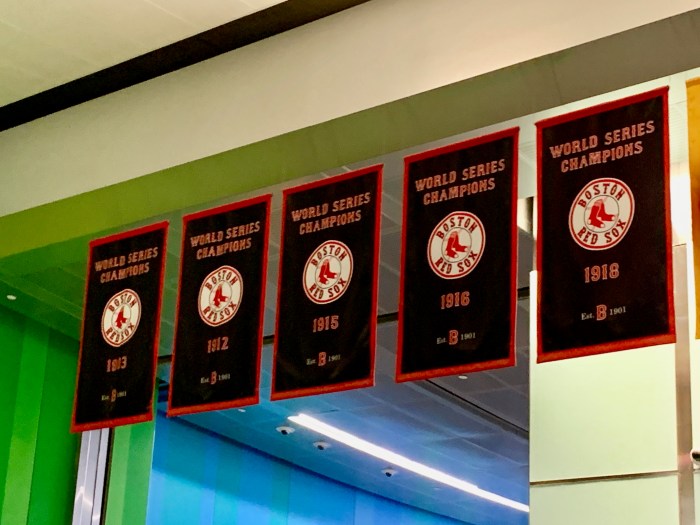 WORLD SERIES
CHAMPIONS
BOSTON
RED SOX
1903
Est. B 1901
WORLD SERIES
CHAMPIONS
BOSTON
RED SOX
1912
Est. B 1901
WORLD SERIES
CHAMPIONS
BOSTON
RED SOX
1915
Est. B 1901
WORLD SERIES
CHAMPIONS
BOSTON
RED SOX
1916
Est. B 1901
WORLD SERIES
CHAMPIONS
BOSTON
RED SOX
1918
Est. B 1901